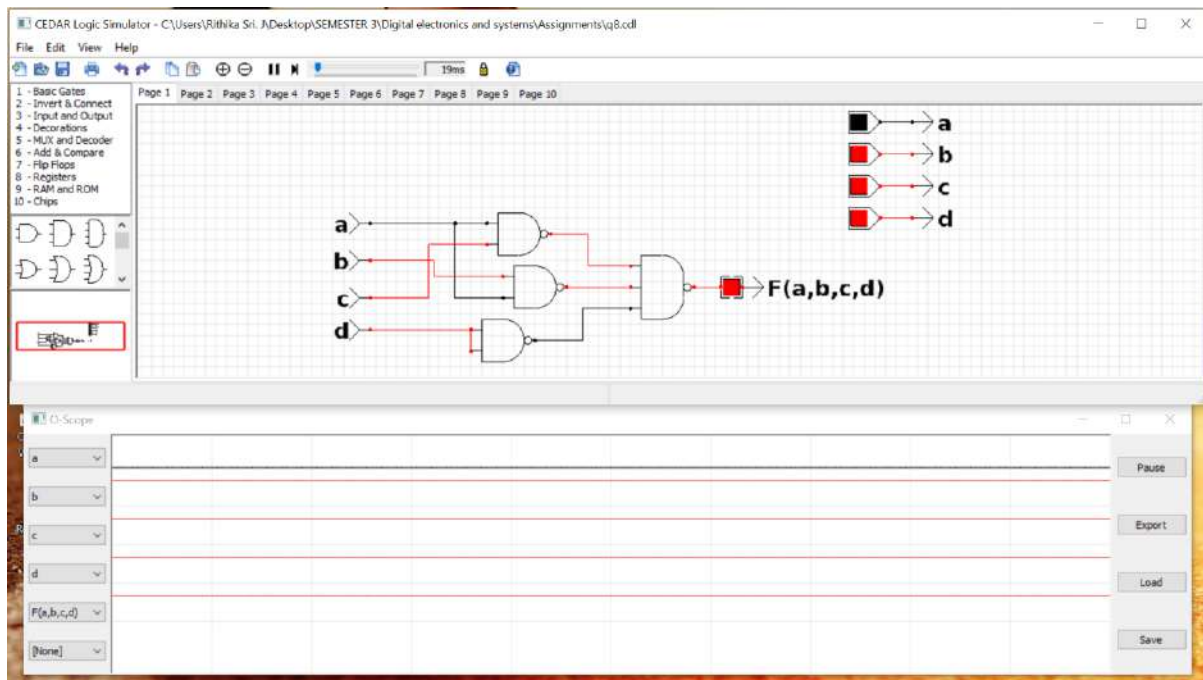 CEDAR Logic Simulator - C:\Users\Rithika Sri. J\Desktop\SEMESTER 3\Digital electronics and systems\Assignments\q8.cdl
File Edit View Help
19ms
1 - Basic Gates
2 - Invert & Connect
3 - Input and Output
4 - Decorations
5 - MUX and Decoder
6 - Add & Compare
7 - Flip Flops
8 - Registers
9 - RAM and ROM
10 - Chips
Page 1 Page 2 Page 3 Page 4 Page 5 Page 6 Page 7 Page 8 Page 9 Page 10
a
b
c
d
a
b
c
d
F(a,b,c,d)
O-Scope
a
b
c
d
F(a,b,c,d)
[None]
Pause
Export
Load
Save